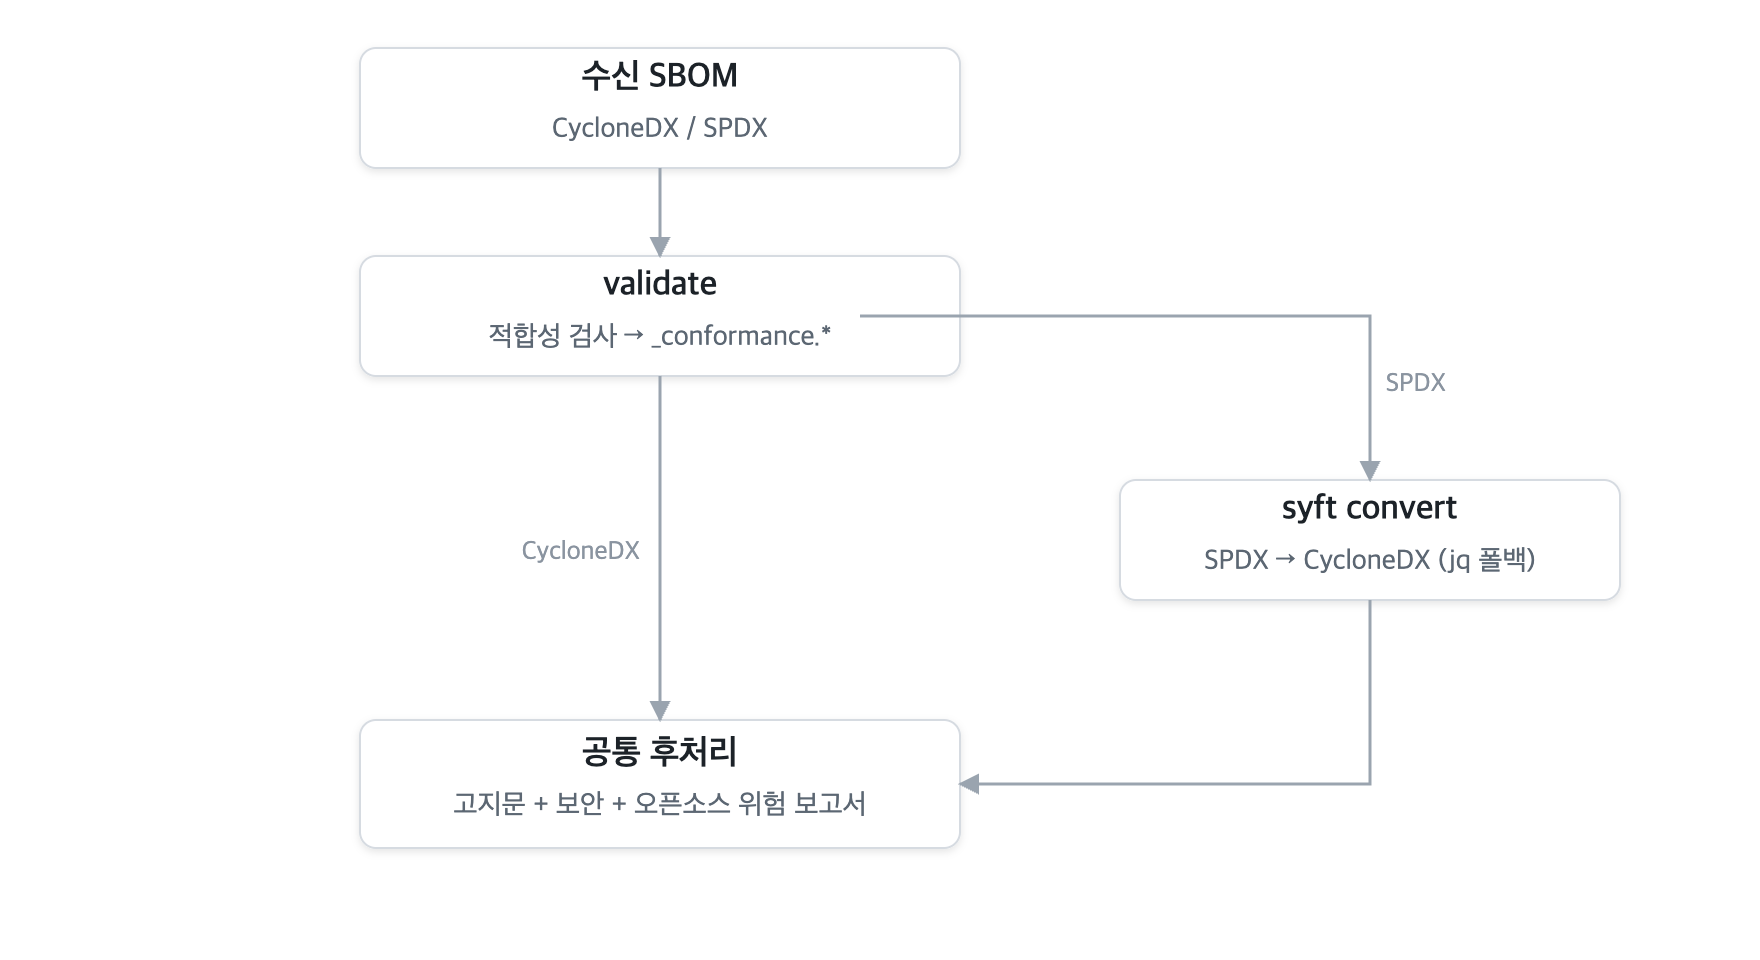 수신 SBOM
CycloneDX / SPDX
validate
적합성 검사 → _conformance.*
SPDX
syft convert
SPDX → CycloneDX (jq 폴백)
CycloneDX
공통 후처리
고지문 + 보안 + 오픈소스 위험 보고서